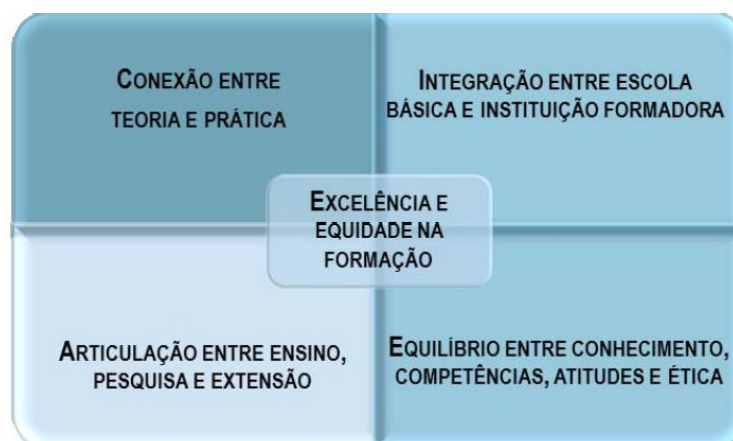 CONEXÃO ENTRE
TEORIA E PRÁTICA
INTEGRAÇÃO ENTRE ESCOLA
BÁSICA E INSTITUIÇÃO FORMADORA
EXCELÊNCIA E
EQUIDADE NA
FORMAÇÃO
ARTICULAÇÃO ENTRE ENSINO,
PESQUISA E EXTENSÃO
EQUILÍBRIO ENTRE CONHECIMENTO,
COMPETÊNCIAS, ATITUDES E ÉTICA